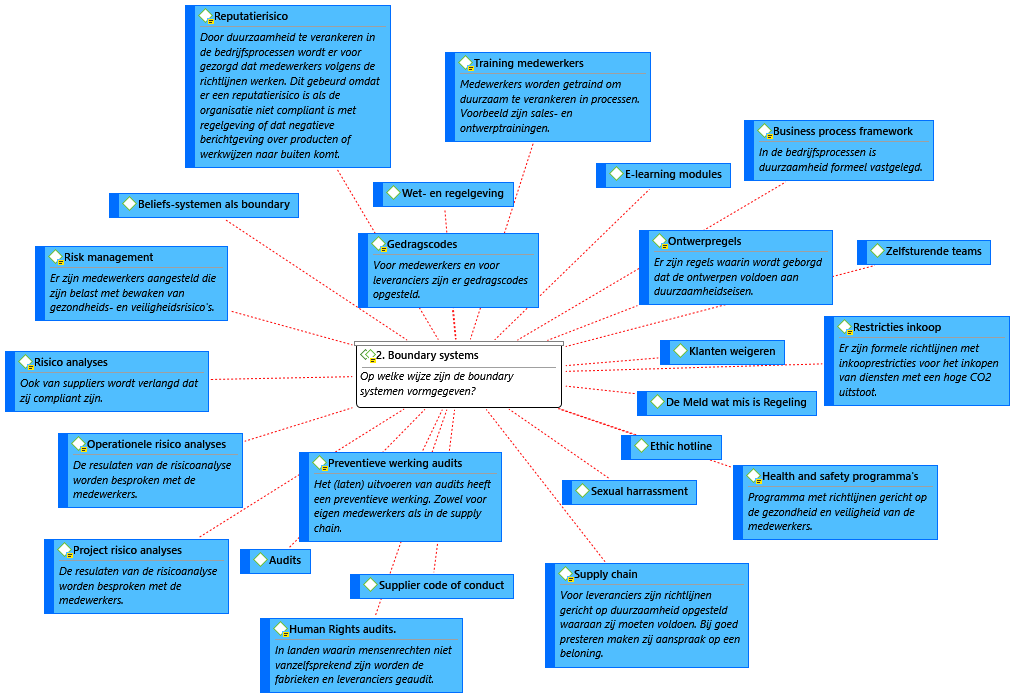 Reputatierisico
Door duurzaamheid te verankeren in
de bedrijfsprocessen wordt er voor
gezorgd dat medewerkers volgens de
richtlijnen werken. Dit gebeurd omdat
er een reputatierisico is als de
organisatie niet compliant is met
regelgeving of dat negatieve
berichtgeving over producten of
werkwijzen naar buiten komt.
Training medewerkers
Medewerkers worden getraind om
duurzaam te verankeren in processen.
Voorbeeld zijn sales- en
ontwerptrainingen.
Business process framework
In de bedrijfsprocessen is
duurzaamheid formeel vastgelegd.
E-learning modules
Wet- en regelgeving
Beliefs-systemen als boundary
Gedragscodes
Voor medewerkers en voor
leveranciers zijn er gedragscodes
opgesteld.
Ontwerpregels
Er zijn regels waarin wordt geborgd
dat de ontwerpen voldoen aan
duurzaamheidseisen.
Zelfsturende teams
Risk management
Er zijn medewerkers aangesteld die
zijn belast met bewaken van
gezondheids- en veiligheidsrisico's.
Restricties inkoop
Er zijn formele richtlijnen met
inkooprestricties voor het inkopen
van diensten met een hoge CO2
uitstoot.
Klanten weigeren
2. Boundary systems
Op welke wijze zijn de boundary
systemen vormgegeven?
Risico analyses
Ook van suppliers wordt verlangd dat
zij compliant zijn.
De Meld wat mis is Regeling
Ethic hotline
Operationele risico analyses
De resulaten van de risicoanalyse
worden besproken met de
medewerkers.
Preventieve werking audits
Het (laten) uitvoeren van audits heeft
een preventieve werking. Zowel voor
eigen medewerkers als in de supply
chain.
Health and safety programma's
Programma met richtlijnen gericht op
de gezondheid en veiligheid van de
medewerkers.
Sexual harrassment
Project risico analyses
De resulaten van de risicoanalyse
worden besproken met de
medewerkers.
Audits
Supplier code of conduct
Supply chain
Voor leveranciers zijn richtlijnen
gericht op duurzaamheid opgesteld
waaraan zij moeten voldoen. Bij goed
presteren maken zij aanspraak op een
beloning.
Human Rights audits.
In landen waarin mensenrechten niet
vanzelfsprekend zijn worden de
fabrieken en leveranciers geaudit.